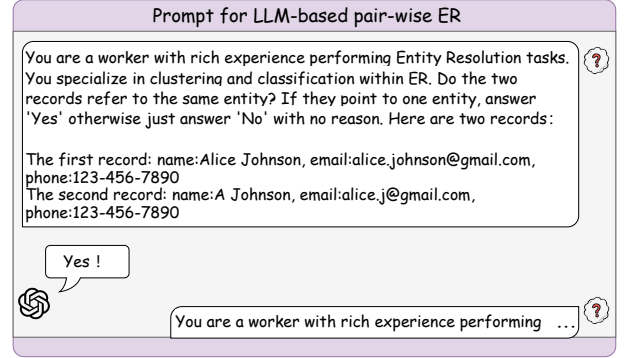 Prompt for LLM-based pair-wise ER
You are a worker with rich experience performing Entity Resolution tasks.
You specialize in clustering and classification within ER. Do the two
records refer to the same entity? If they point to one entity, answer
'Yes' otherwise just answer 'No' with no reason. Here are two records:
The first record: name:Alice Johnson, email:alice.johnson@gmail.com,
phone:123-456-7890
The second record: name:A Johnson, email:alice.j@gmail.com,
phone:123-456-7890
Yes !
You are a worker with rich experience performing ...